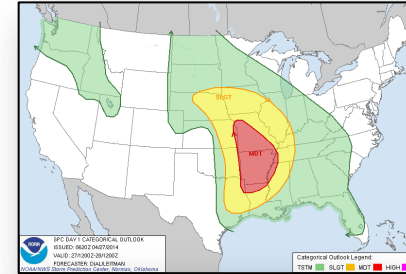 SLGT
MDT
NOAA
SPC DAY 1 CATEGORICAL OUTLOOK
ISSUED: 0620Z 04/27/2014
VALID: 27/1200Z-28/1200Z
FORECASTER: DIAL/LEITMAN
NOAA/NWS Storm Prediction Center, Norman, Oklahoma
Categorical Outlook Legend:
TSTM SLGT MDT HIGH